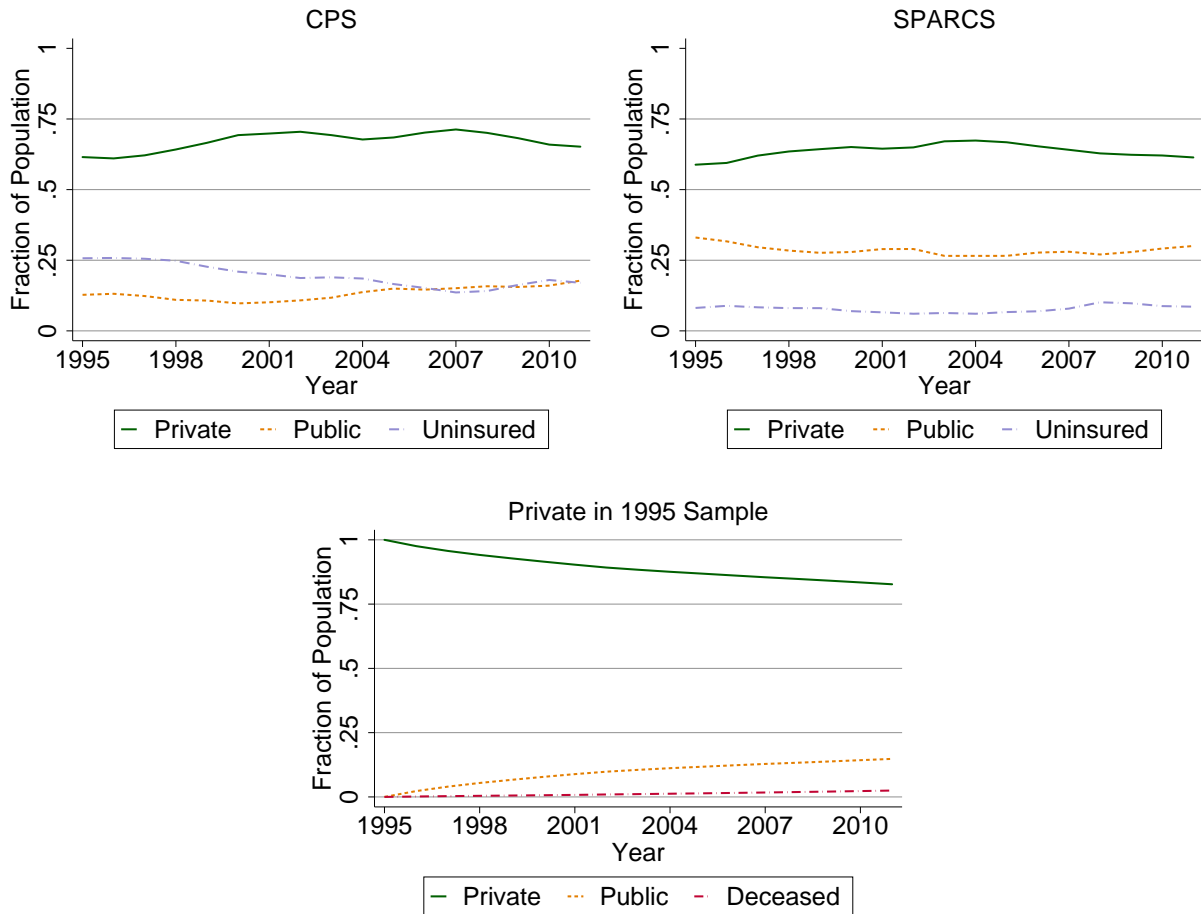 CPS
Fraction of Population
1
.75
.5
.25
0
1995 1998 2001 2004 2007 2010
Year
Private Public Uninsured
SPARCS
Fraction of Population
1
.75
.5
.25
0
1995 1998 2001 2004 2007 2010
Year
Private Public Uninsured
Private in 1995 Sample
Fraction of Population
1
.75
.5
.25
0
1995 1998 2001 2004 2007 2010
Year
Private Public Deceased